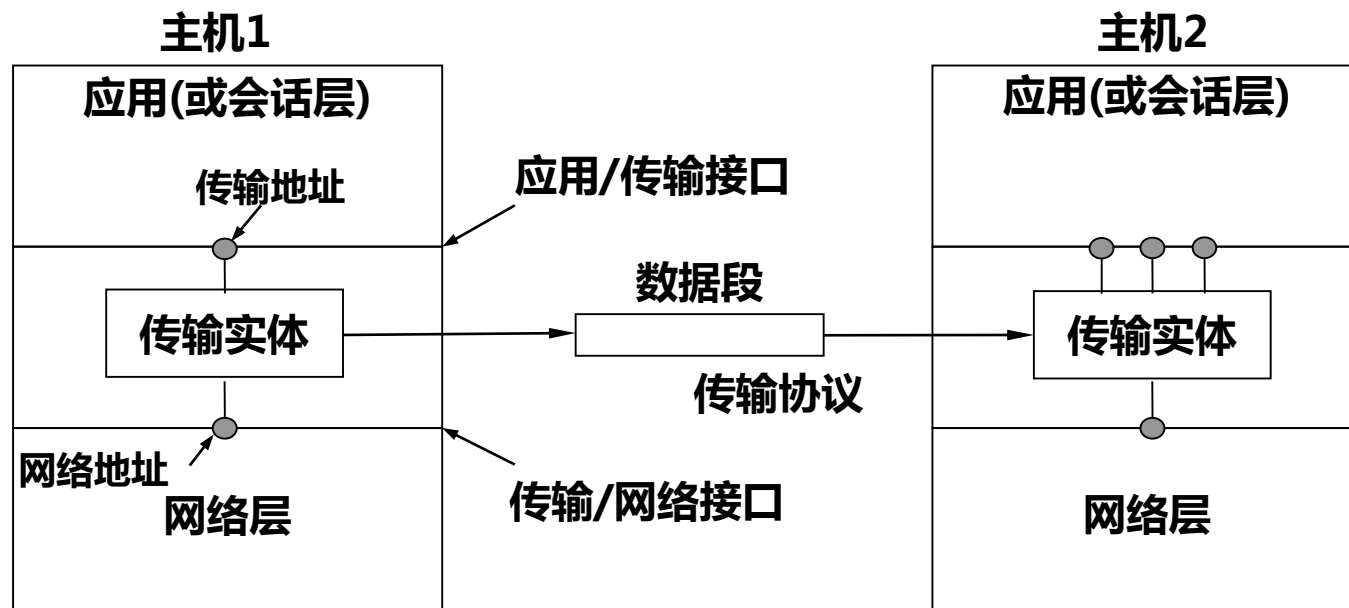 主机1
主机2
应用(或会话层)
应用(或会话层)
传输地址
应用/传输接口
数据段
传输实体
传输实体
传输协议
网络地址
网络层
传输/网络接口
网络层